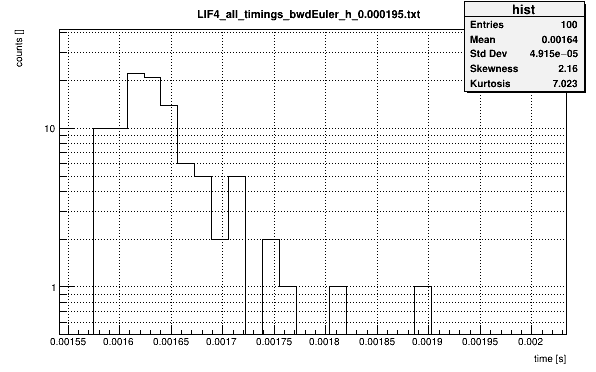 LIF4_all_timings_bwdEuler_h_0.000195.txt
hist
Entries 100
Mean 0.00164
Std Dev 4.915e−05
Skewness 2.16
Kurtosis 7.023
counts []
10
1
0.00155 0.0016 0.00165 0.0017 0.00175 0.0018 0.00185 0.0019 0.00195 0.002
time [s]